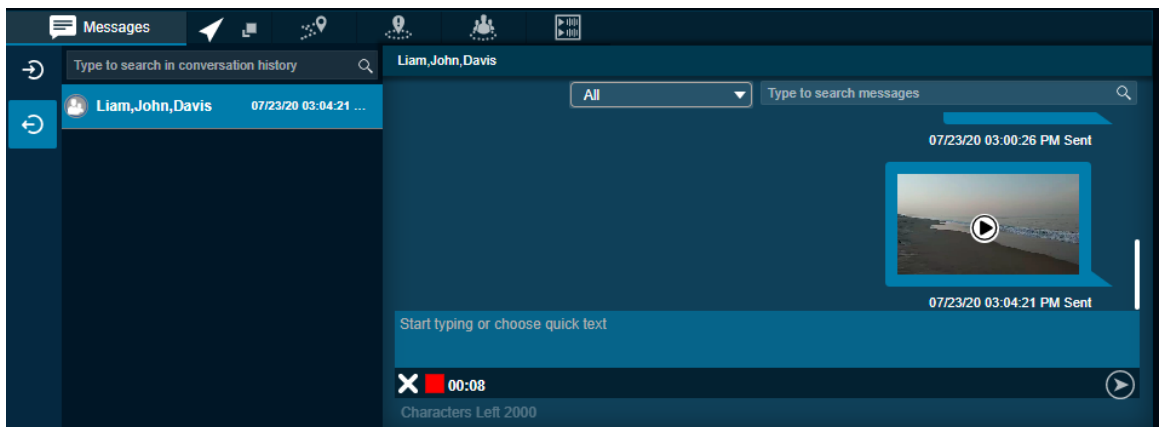 Messages
Type to search in conversation history
Liam,John,Davis 07/23/20 03:04:21 ...
Liam,John,Davis
All
Type to search messages
07/23/20 03:00:26 PM Sent
07/23/20 03:04:21 PM Sent
Start typing or choose quick text
00:08
Characters Left 2000